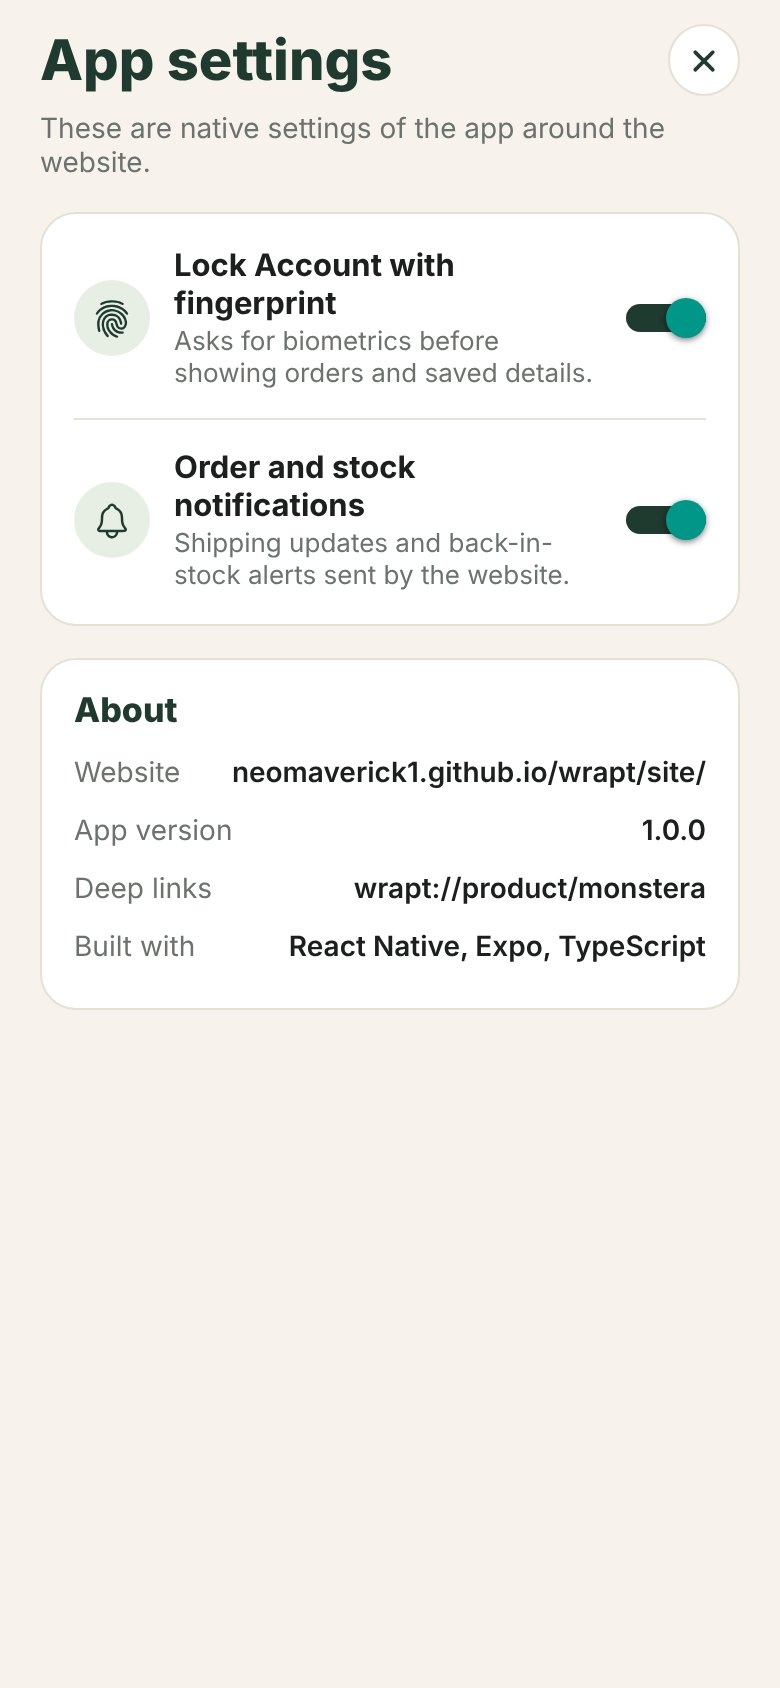 App settings
These are native settings of the app around the
website.
Lock Account with
fingerprint
Asks for biometrics before
showing orders and saved details.
Order and stock
notifications
Shipping updates and back-in-
stock alerts sent by the website.
About
Website neomaverick1.github.io/wrapt/site/
App version 1.0.0
Deep links wrapt://product/monstera
Built with React Native, Expo, TypeScript